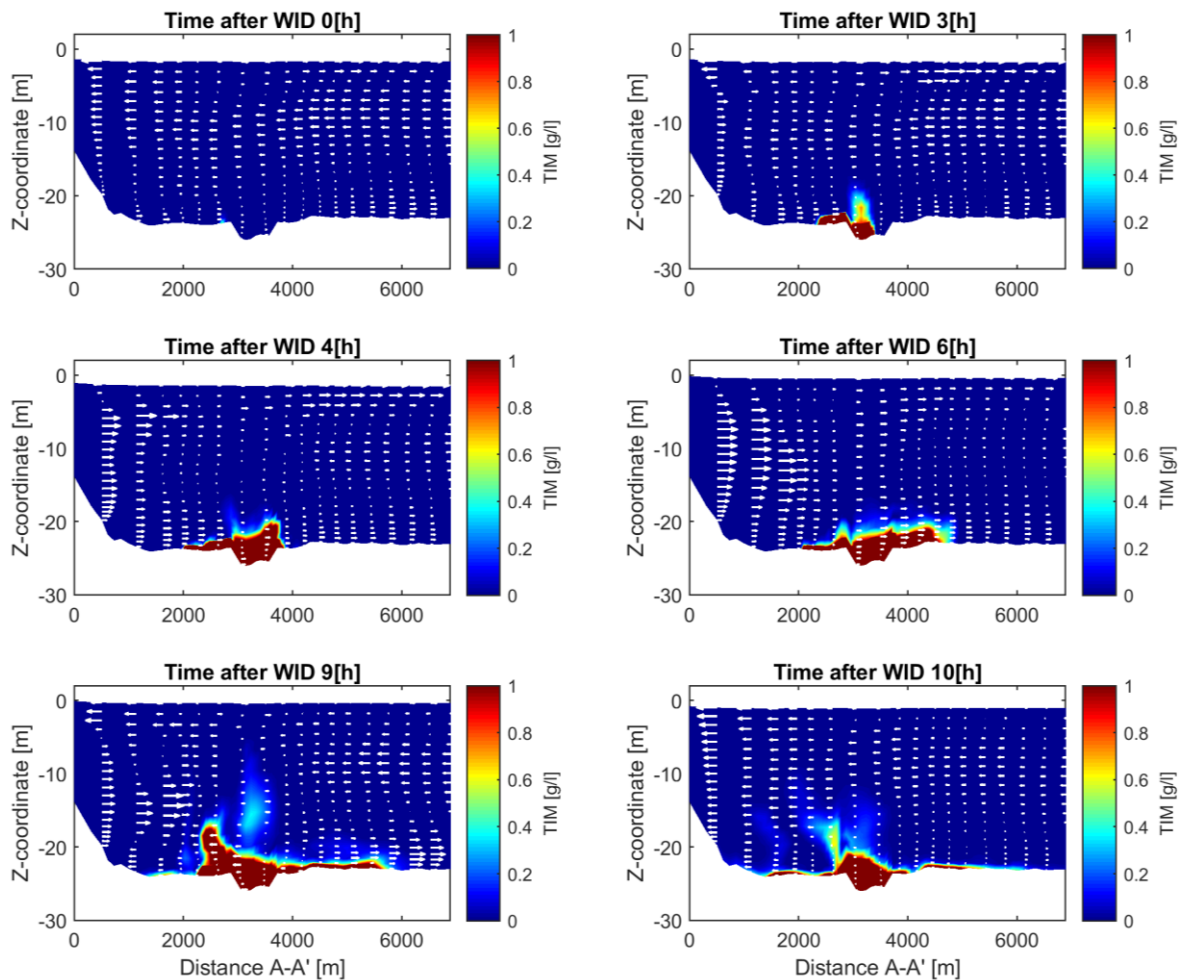 Time after WID 0[h]
0
-10
-20
-30
Z-coordinate [m]
0 2000 4000 6000
1
0.8
0.6
0.4
0.2
0
TIM [g/l]
Time after WID 3[h]
0
-10
-20
-30
Z-coordinate [m]
0 2000 4000 6000
1
0.8
0.6
0.4
0.2
0
TIM [g/l]
Time after WID 4[h]
0
-10
-20
-30
Z-coordinate [m]
0 2000 4000 6000
1
0.8
0.6
0.4
0.2
0
TIM [g/l]
Time after WID 6[h]
0
-10
-20
-30
Z-coordinate [m]
0 2000 4000 6000
1
0.8
0.6
0.4
0.2
0
TIM [g/l]
Time after WID 9[h]
0
-10
-20
-30
Z-coordinate [m]
0 2000 4000 6000
Distance A-A' [m]
1
0.8
0.6
0.4
0.2
0
TIM [g/l]
Time after WID 10[h]
0
-10
-20
-30
Z-coordinate [m]
0 2000 4000 6000
Distance A-A' [m]
1
0.8
0.6
0.4
0.2
0
TIM [g/l]